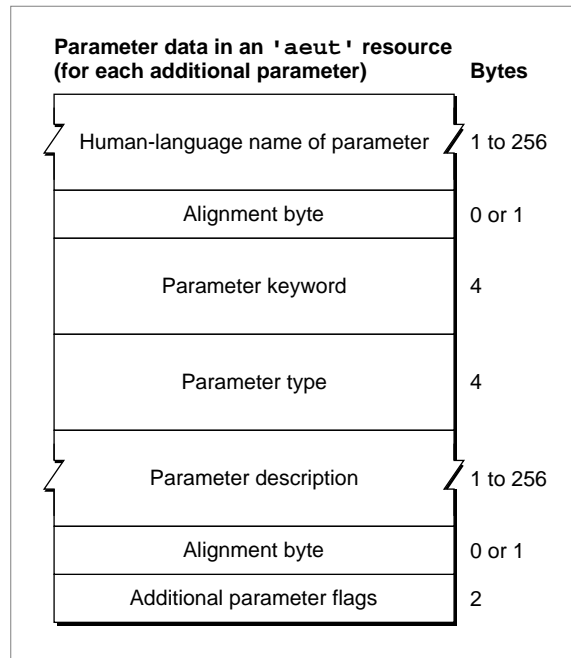 Parameter data in an 'aeut' resource
(for each additional parameter) Bytes
Human-language name of parameter 1 to 256
Alignment byte 0 or 1
Parameter keyword 4
Parameter type 4
Parameter description 1 to 256
Alignment byte 0 or 1
Additional parameter flags 2